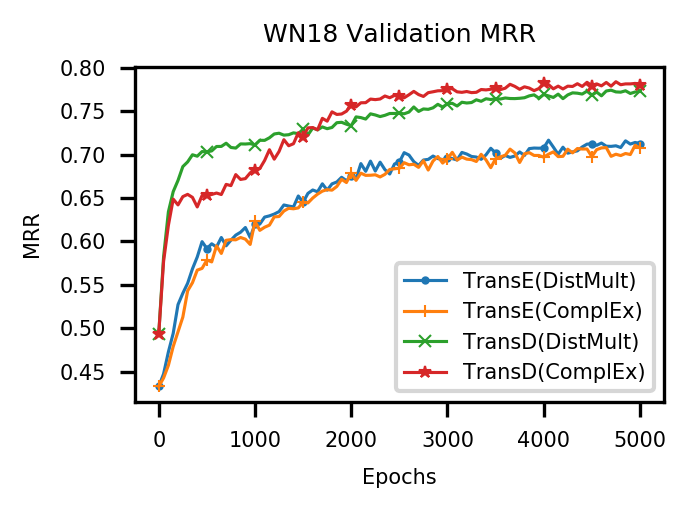 WN18 Validation MRR
0.80
0.75
0.70
0.65
0.60
0.55
0.50
0.45
MRR
TransE(DistMult)
TransE(ComplEx)
TransD(DistMult)
TransD(ComplEx)
0 1000 2000 3000 4000 5000
Epochs